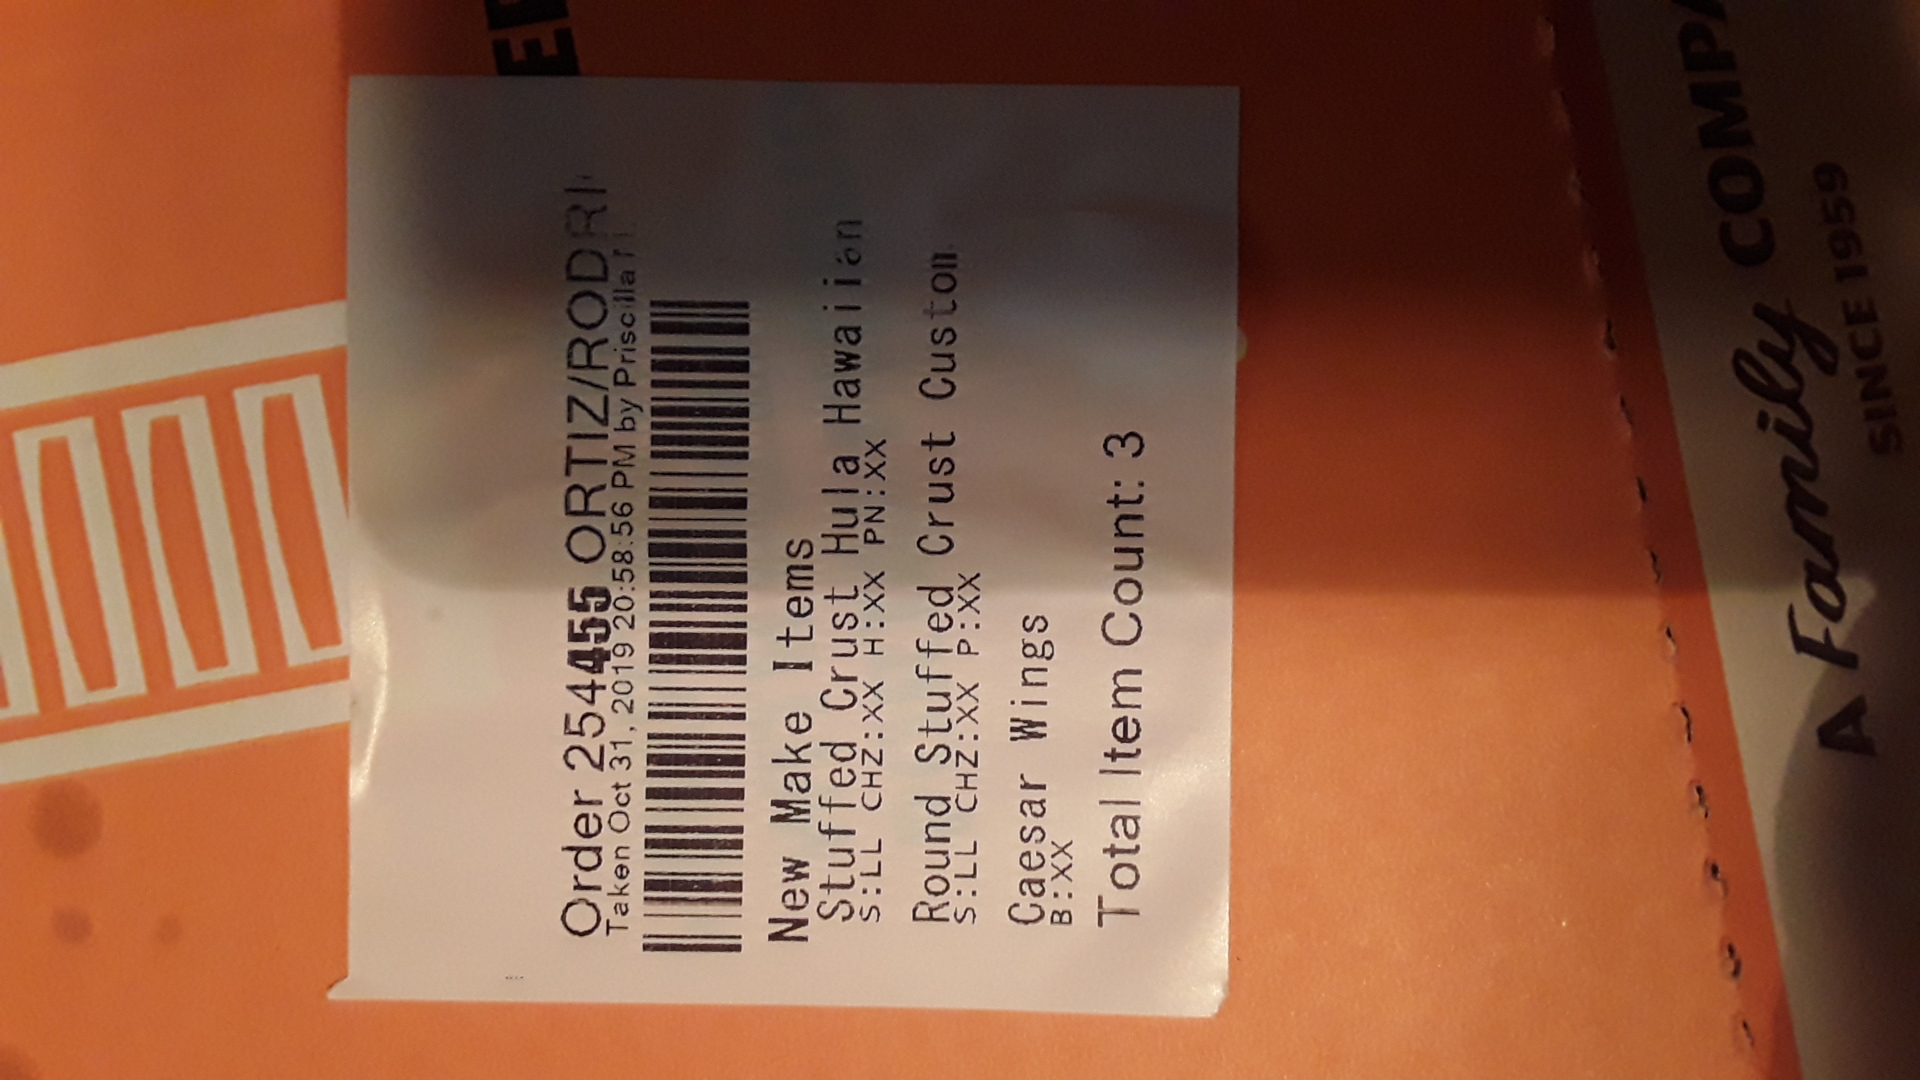 Order 254455 ORTIZ/RODRI
Taken Oct 31, 2019 20:58:56 PM by Priscilla
New Make Items
Stuffed Crust Hula Hawaiian
S:LL CHZ:XX H:XX PN:XX
Round Stuffed Crust Custom
S:LL CHZ:XX P:XX
Caesar Wings
B:XX
Total Item Count: 3
A Family COMPA
SINCE 1959